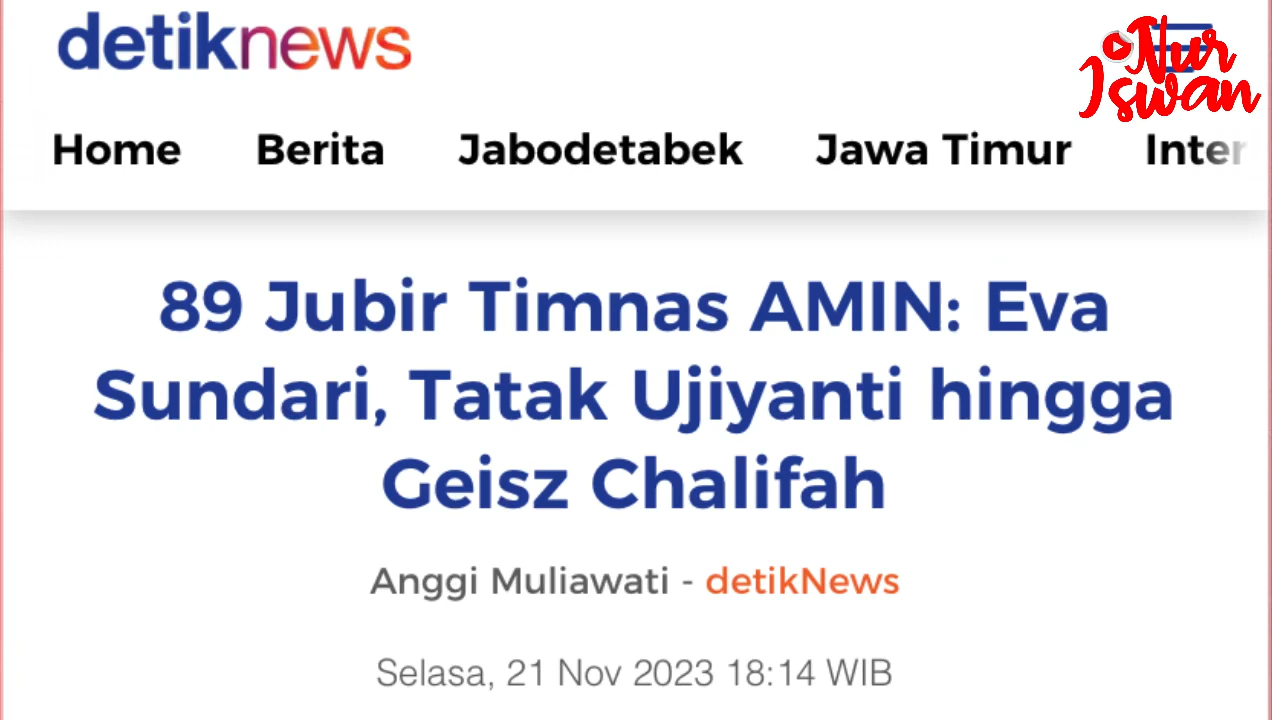 detiknews
Nur
Iswan
Home Berita Jabodetabek Jawa Timur Inter
89 Jubir Timnas AMIN: Eva
Sundari, Tatak Ujiyanti hingga
Geisz Chalifah
Anggi Muliawati - detikNews
Selasa, 21 Nov 2023 18:14 WIB